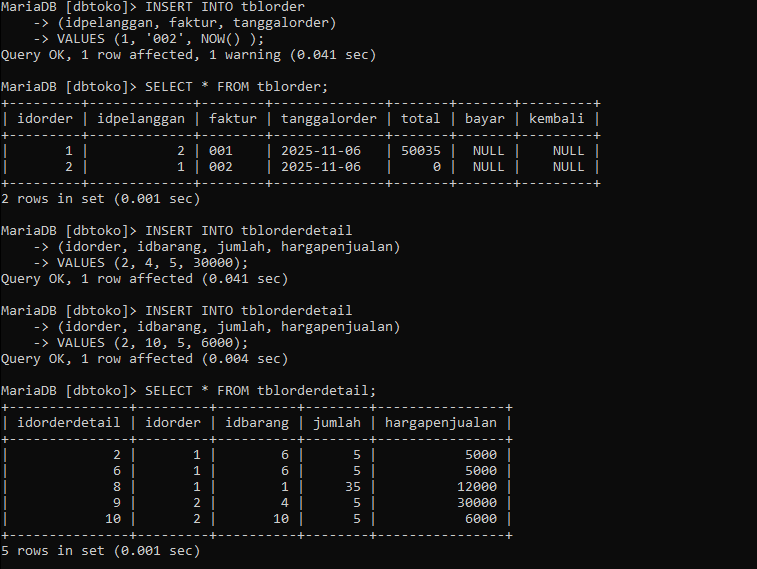 MariaDB [dbtoko]> INSERT INTO tblorder
    -> (idpelanggan, faktur, tanggalorder)
    -> VALUES (1, '002', NOW() );
Query OK, 1 row affected, 1 warning (0.041 sec)

MariaDB [dbtoko]> SELECT * FROM tblorder;
+---------+-------------+--------+--------------+-------+-------+---------+
| idorder | idpelanggan | faktur | tanggalorder | total | bayar | kembali |
+---------+-------------+--------+--------------+-------+-------+---------+
|       1 |           2 | 001    | 2025-11-06   | 50035 |  NULL |    NULL |
|       2 |           1 | 002    | 2025-11-06   |     0 |  NULL |    NULL |
+---------+-------------+--------+--------------+-------+-------+---------+
2 rows in set (0.001 sec)

MariaDB [dbtoko]> INSERT INTO tblorderdetail
    -> (idorder, idbarang, jumlah, hargapenjualan)
    -> VALUES (2, 4, 5, 30000);
Query OK, 1 row affected (0.041 sec)

MariaDB [dbtoko]> INSERT INTO tblorderdetail
    -> (idorder, idbarang, jumlah, hargapenjualan)
    -> VALUES (2, 10, 5, 6000);
Query OK, 1 row affected (0.004 sec)

MariaDB [dbtoko]> SELECT * FROM tblorderdetail;
+---------------+---------+----------+--------+----------------+
| idorderdetail | idorder | idbarang | jumlah | hargapenjualan |
+---------------+---------+----------+--------+----------------+
|             2 |       1 |        6 |      5 |           5000 |
|             6 |       1 |        6 |      5 |           5000 |
|             8 |       1 |        1 |     35 |          12000 |
|             9 |       2 |        4 |      5 |          30000 |
|            10 |       2 |       10 |      5 |           6000 |
+---------------+---------+----------+--------+----------------+
5 rows in set (0.001 sec)